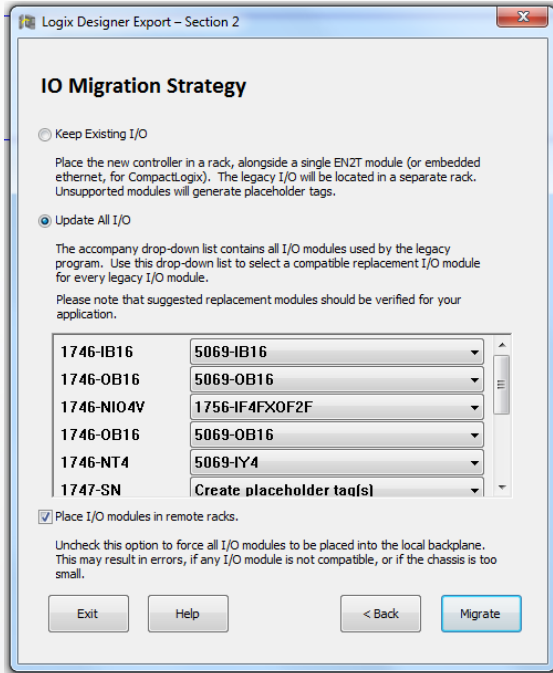 Logix Designer Export – Section 2
IO Migration Strategy
Keep Existing I/O
Place the new controller in a rack, alongside a single EN2T module (or embedded
ethernet, for CompactLogix). The legacy I/O will be located in a separate rack.
Unsupported modules will generate placeholder tags.
Update All I/O
The accompany drop-down list contains all I/O modules used by the legacy
program. Use this drop-down list to select a compatible replacement I/O module
for every legacy I/O module.
Please note that suggested replacement modules should be verified for your
application.
1746-IB16 5069-IB16
1746-OB16 5069-OB16
1746-NIO4V 1756-IF4FXOF2F
1746-OB16 5069-OB16
1746-NT4 5069-IY4
1747-SN Create placeholder tag(s)
Place I/O modules in remote racks.
Uncheck this option to force all I/O modules to be placed into the local backplane.
This may result in errors, if any I/O module is not compatible, or if the chassis is too
small.
Exit Help < Back Migrate